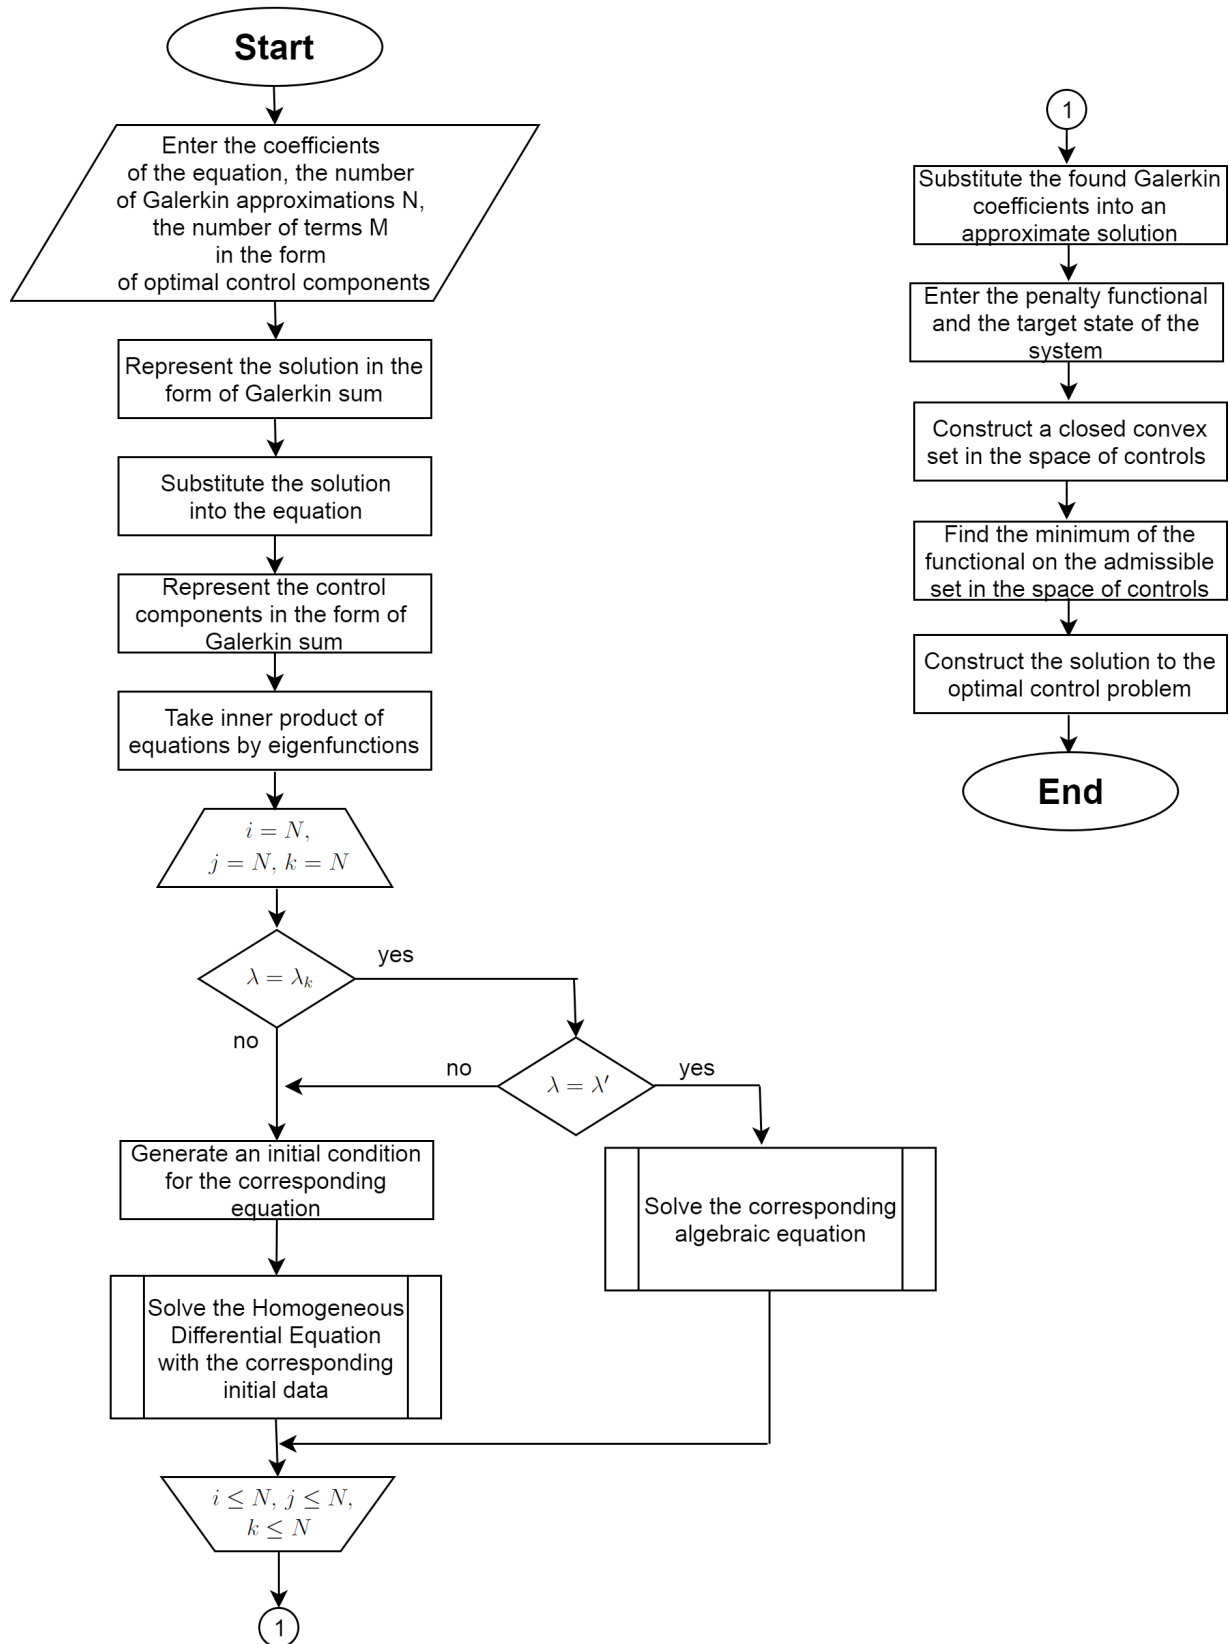 Start
Enter the coefficients
of the equation, the number
of Galerkin approximations N,
the number of terms M
in the form
of optimal control components
Represent the solution in the
form of Galerkin sum
Substitute the solution
into the equation
Represent the control
components in the form of
Galerkin sum
Take inner product of
equations by eigenfunctions
i = N,
j = N, k = N
λ = λₖ
yes
no
λ = λ′
no
yes
Generate an initial condition
for the corresponding
equation
Solve the corresponding
algebraic equation
Solve the Homogeneous
Differential Equation
with the corresponding
initial data
i ≤ N, j ≤ N,
k ≤ N
1
1
Substitute the found Galerkin
coefficients into an
approximate solution
Enter the penalty functional
and the target state of the
system
Construct a closed convex
set in the space of controls
Find the minimum of the
functional on the admissible
set in the space of controls
Construct the solution to the
optimal control problem
End